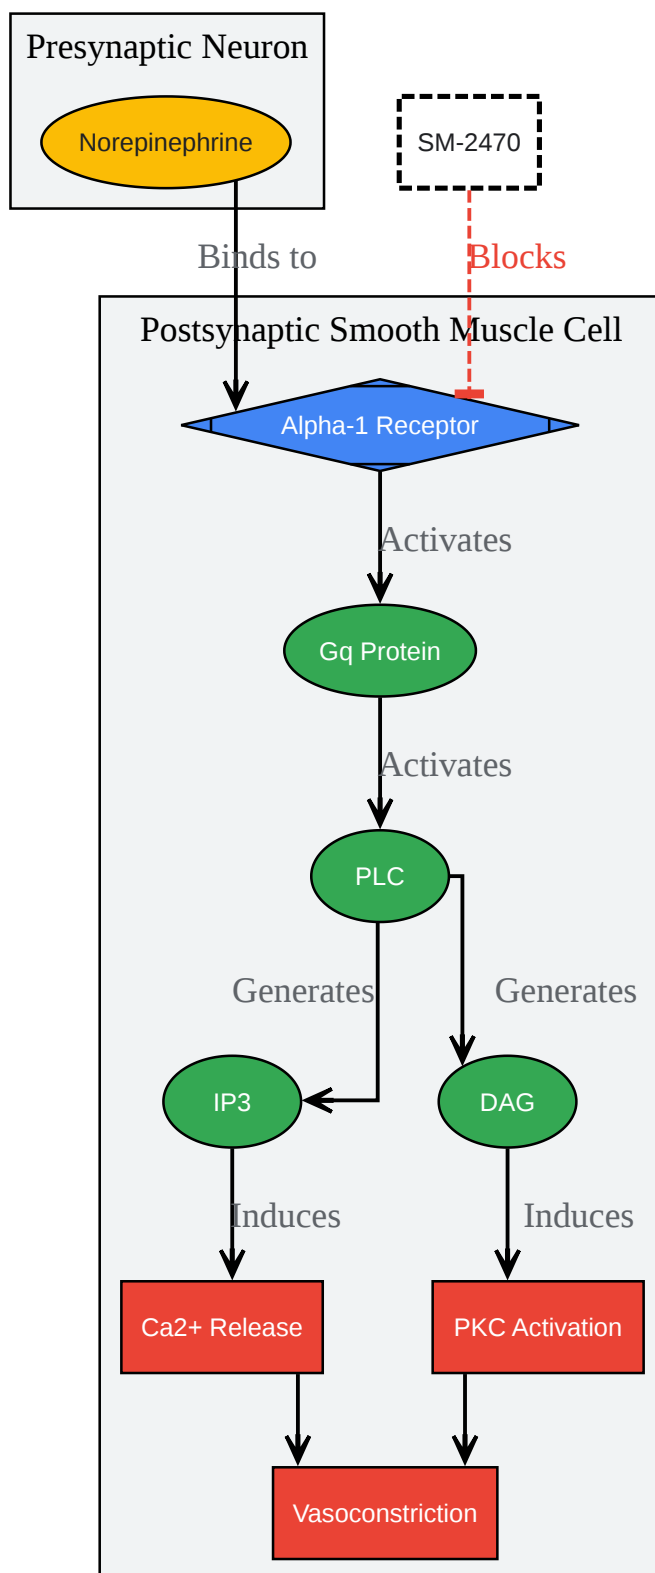 Presynaptic Neuron
Norepinephrine
SM-2470
Binds to
Blocks
Postsynaptic Smooth Muscle Cell
Alpha-1 Receptor
Activates
Gq Protein
Activates
PLC
Generates
Generates
IP3
DAG
Induces
Induces
Ca2+ Release
PKC Activation
Vasoconstriction